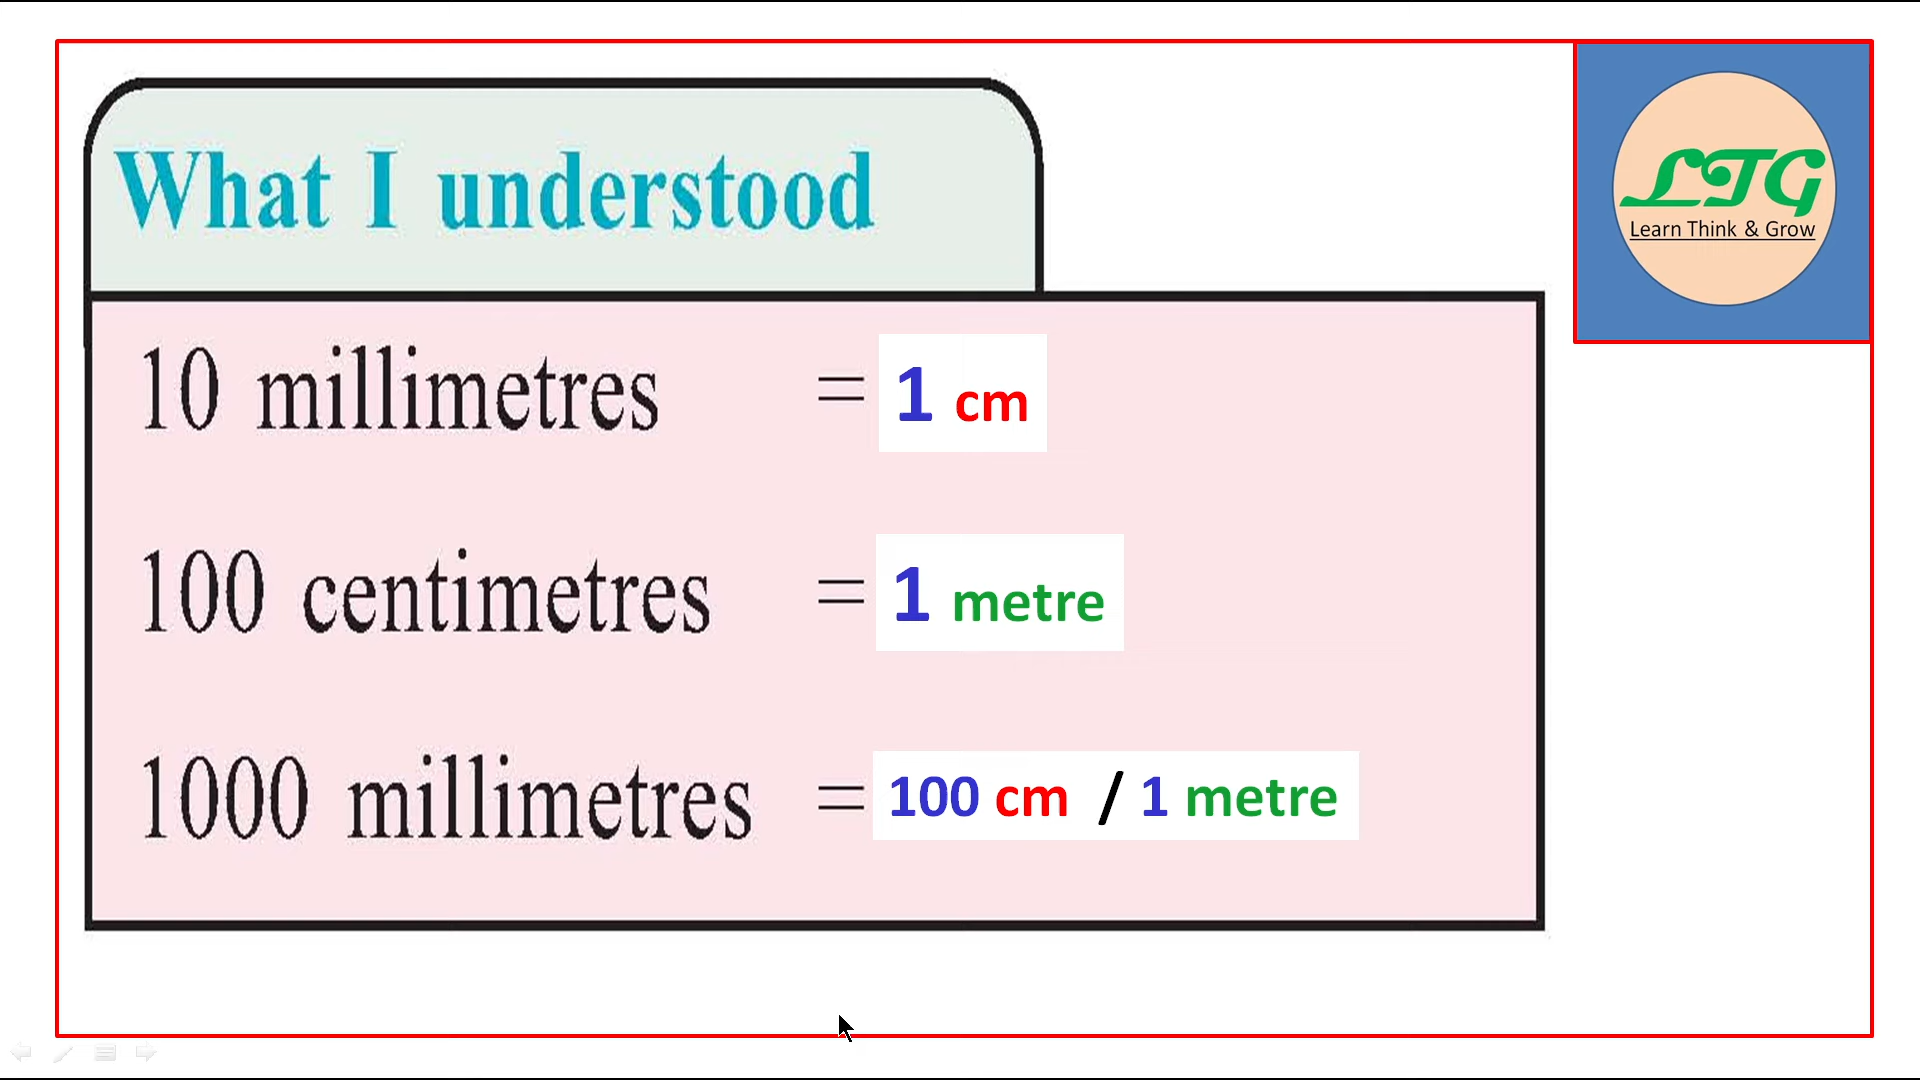 What I understood
LTG
Learn Think & Grow
10 millimetres = 1 cm
100 centimetres = 1 metre
1000 millimetres = 100 cm / 1 metre